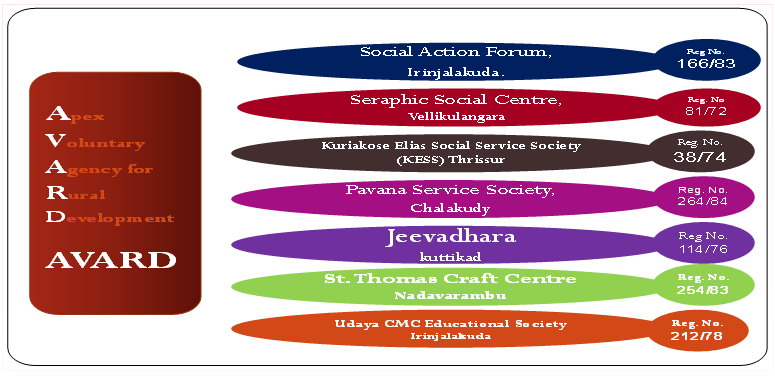 Apex
Voluntary
Agency for
Rural
Development
AVARD
Social Action Forum,
Irinjalakuda.
Reg No.
166/83
Seraphic Social Centre,
Vellikulangara
Reg. No
81/72
Kuriakose Elias Social Service Society
(KESS) Thrissur
Reg. No.
38/74
Pavana Service Society,
Chalakudy
Reg. No.
264/84
Jeevadhara
kuttikad
Reg No.
114/76
St. Thomas Craft Centre
Nadavarambu
Reg. No.
254/83
Udaya CMC Educational Society
Irinjalakuda
Reg. No.
212/78